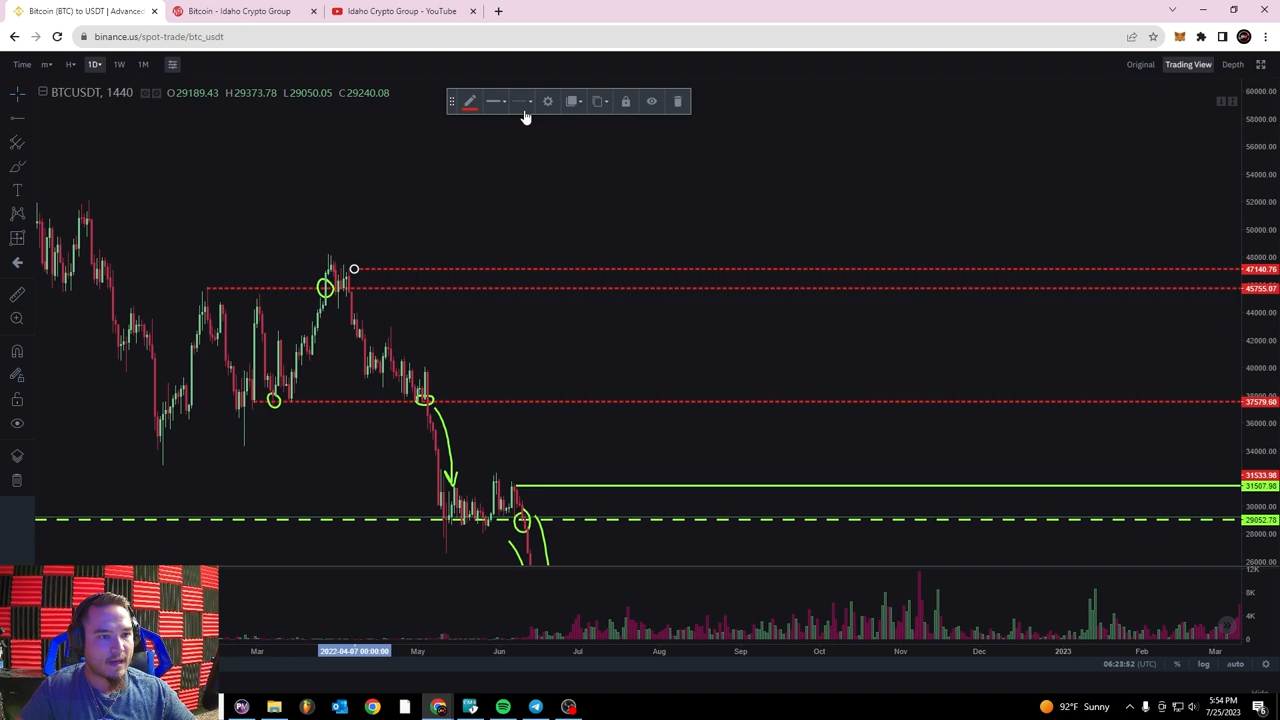 Bitcoin (BTC) to USDT | Advanced
Bitcoin - Idaho Crypto Group
Idaho Crypto Group - YouTube
binance.us/spot-trade/btc_usdt
Time m H 1D 1W 1M
Original Trading View Depth
BTCUSDT, 1440 O29189.43 H29373.78 L29050.05 C29240.08
60000.00
58000.00
56000.00
54000.00
52000.00
50000.00
48000.00
47140.76
45755.07
44000.00
42000.00
40000.00
37579.60
36000.00
34000.00
31533.98
31507.98
30000.00
29052.78
28000.00
26000.00
12K
8K
4K
0
Mar 2022-04-07 00:00:00 May Jun Jul Aug Sep Oct Nov Dec 2023 Feb Mar
06:23:52 (UTC) % log auto
Hide
92°F Sunny
5:54 PM
7/25/2023
6